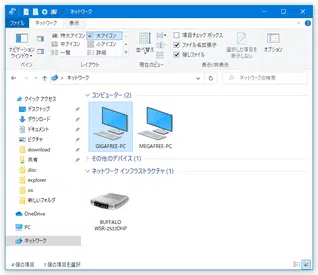 ネットワーク
ファイル
ネットワーク
表示
ナビゲーション
ウィンドウ
特大アイコン
大アイコン
中アイコン
小アイコン
一覧
詳細
並べ替え
項目チェック ボックス
ファイル名拡張子
隠しファイル
選択した項目を
表示しない
オプション
ペイン
レイアウト
現在のビュー
表示/非表示
ネットワーク
ネットワークの検索
クイック アクセス
デスクトップ
ダウンロード
ドキュメント
ピクチャ
download
共有
disc
explorer
os
新しいフォルダ
OneDrive
PC
ネットワーク
コンピューター (2)
GIGAFREE-PC
MEGAFREE-PC
その他のデバイス (1)
ネットワーク インフラストラクチャ (1)
BUFFALO
WSR-2533DHP
4 個の項目
1 個の項目を選択